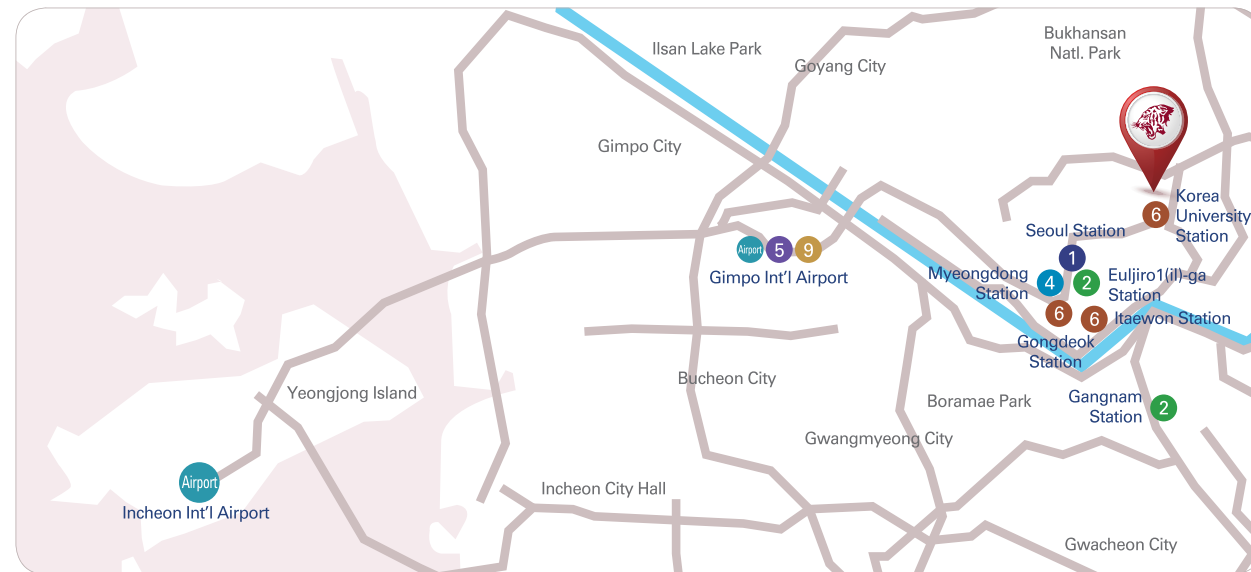 Ilsan Lake Park
Bukhansan
Natl. Park
Goyang City
Gimpo City
Korea
University
Station
6
Seoul Station
1
Airport
5
9
Gimpo Int'l Airport
Myeongdong
Station
4
2
Euljiro1(il)-ga
Station
6
6
Itaewon Station
Gongdeok
Station
Bucheon City
Yeongjong Island
Boramae Park
Gangnam
Station
2
Gwangmyeong City
Airport
Incheon Int'l Airport
Incheon City Hall
Gwacheon City